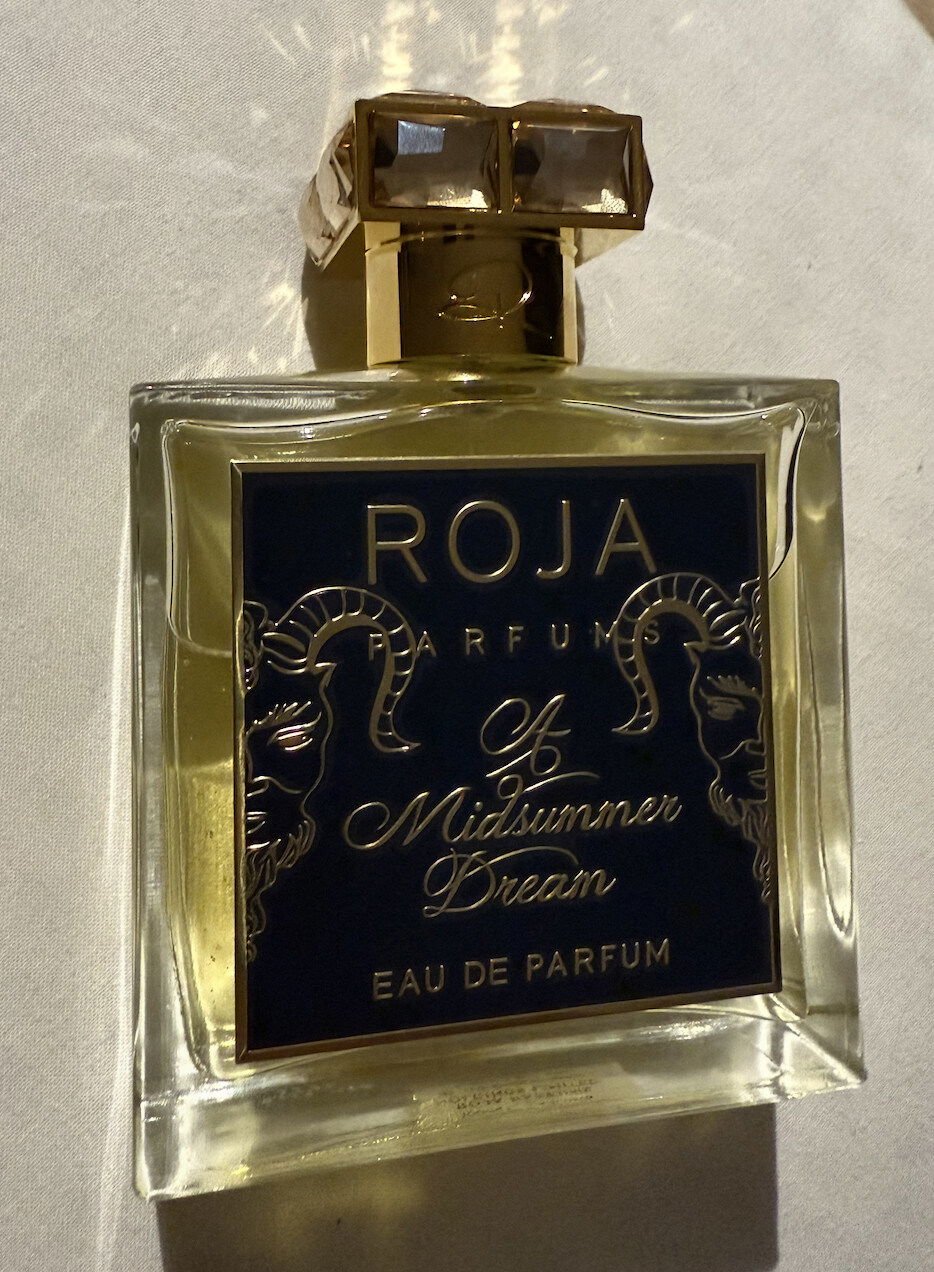 ROJA
PARFUMS
A
Midsummer
Dream
EAU DE PARFUM